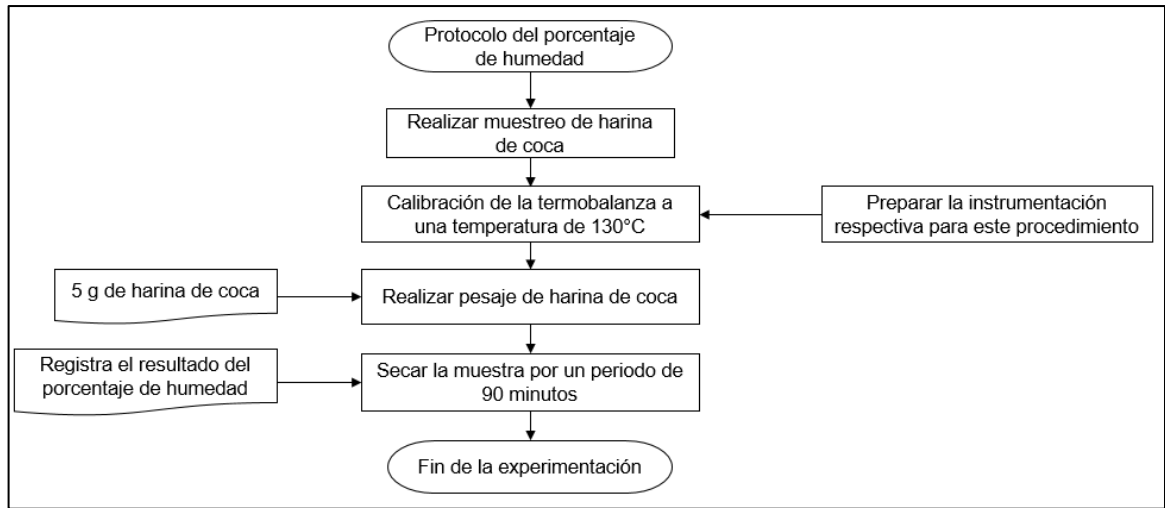 Protocolo del porcentaje
de humedad
Realizar muestreo de harina
de coca
Calibración de la termobalanza a
una temperatura de 130°C
Preparar la instrumentación
respectiva para este procedimiento
5 g de harina de coca
Realizar pesaje de harina de coca
Registra el resultado del
porcentaje de humedad
Secar la muestra por un periodo de
90 minutos
Fin de la experimentación